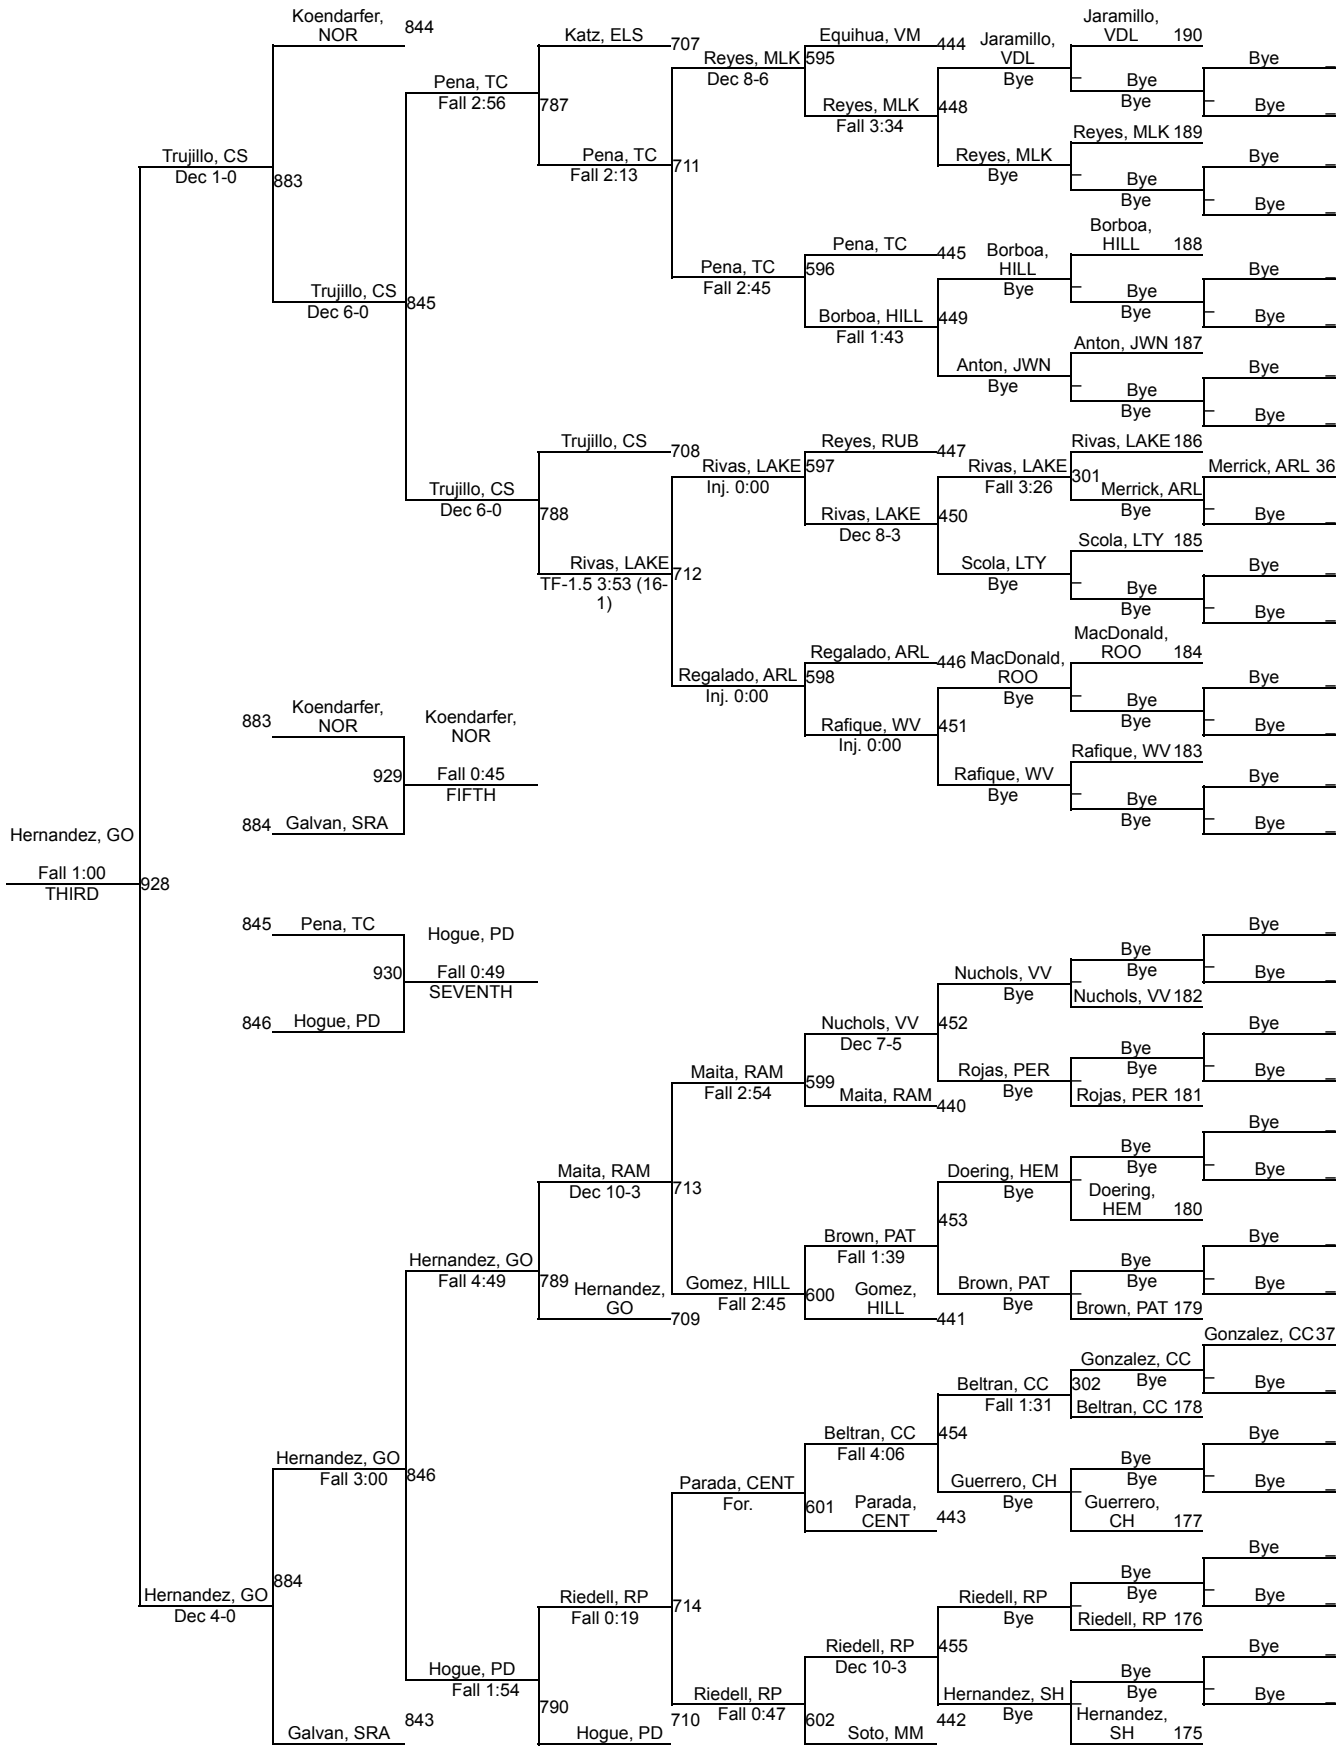 Koendarfer,
NOR 844
Katz, ELS 707
Equihua, VM 444
Jaramillo,
VDL 190
Jaramillo,
VDL
Bye
Bye
Reyes, MLK 595
Dec 8-6
Pena, TC
Fall 2:56
Bye
Bye
Bye
787
Reyes, MLK
Fall 3:34
448
Reyes, MLK 189
Trujillo, CS
Dec 1-0
883
Pena, TC
Fall 2:13
711
Reyes, MLK
Bye
Bye
Bye
Bye
Bye
Borboa,
HILL 188
Pena, TC 445
Borboa,
HILL
Bye
Pena, TC
Fall 2:45
596
Bye
Bye
Bye
Trujillo, CS
Dec 6-0
845
Borboa, HILL
Fall 1:43
449
Bye
Anton, JWN 187
Anton, JWN
Bye
Bye
Bye
Bye
Bye
Trujillo, CS 708
Reyes, RUB 447
Rivas, LAKE 186
Rivas, LAKE 597
Inj. 0:00
Rivas, LAKE
Fall 3:26
301
Merrick, ARL 36
Trujillo, CS
Dec 6-0
788
Merrick, ARL
Bye
Rivas, LAKE
Dec 8-3
450
Bye
Scola, LTY 185
Rivas, LAKE
TF-1.5 3:53 (16-
1)
712
Scola, LTY
Bye
Bye
Bye
Bye
Bye
MacDonald,
ROO 184
Regalado, ARL 446
MacDonald,
ROO
Bye
Regalado, ARL
Inj. 0:00
598
Bye
Bye
Bye
883 Koendarfer,
NOR
Koendarfer,
NOR
Rafique, WV
Inj. 0:00
451
Bye
Rafique, WV 183
929 Fall 0:45
FIFTH
Rafique, WV
Bye
Bye
Bye
Bye
884 Galvan, SRA
Bye
Hernandez, GO
Fall 1:00
THIRD
928
845 Pena, TC
Hogue, PD
Bye
930 Fall 0:49
SEVENTH
Nuchols, VV
Bye
Bye
Bye
Bye
Nuchols, VV 182
846 Hogue, PD
Nuchols, VV
Dec 7-5
452
Bye
Bye
Bye
Maita, RAM
Fall 2:54
599
Rojas, PER
Bye
Bye
Maita, RAM 440
Rojas, PER 181
Bye
Maita, RAM
Dec 10-3
713
Doering, HEM
Bye
Bye
Bye
Bye
Doering,
HEM 180
453
Hernandez, GO
Fall 4:49
Brown, PAT
Fall 1:39
Bye
789
Hernandez,
GO
709
Gomez, HILL
Fall 2:45
600
Gomez,
HILL 441
Brown, PAT
Bye
Bye
Bye
Bye
Brown, PAT 179
Gonzalez, CC 37
Beltran, CC
Fall 1:31
302
Gonzalez, CC
Bye
Bye
Beltran, CC 178
Beltran, CC
Fall 4:06
454
Bye
Hernandez, GO
Fall 3:00
846
Parada, CENT
For.
601
Parada,
CENT 443
Guerrero, CH
Bye
Bye
Bye
Bye
Guerrero,
CH 177
Bye
884
Hernandez, GO
Dec 4-0
Riedell, RP
Fall 0:19
714
Riedell, RP
Bye
Bye
Bye
Bye
Riedell, RP 176
Riedell, RP
Dec 10-3
455
Bye
Hogue, PD
Fall 1:54
790
Riedell, RP
Fall 0:47
602
Hernandez, SH
Bye
Bye
Bye
Bye
Galvan, SRA 843
Hogue, PD 710
Soto, MM 442
Hernandez,
SH 175